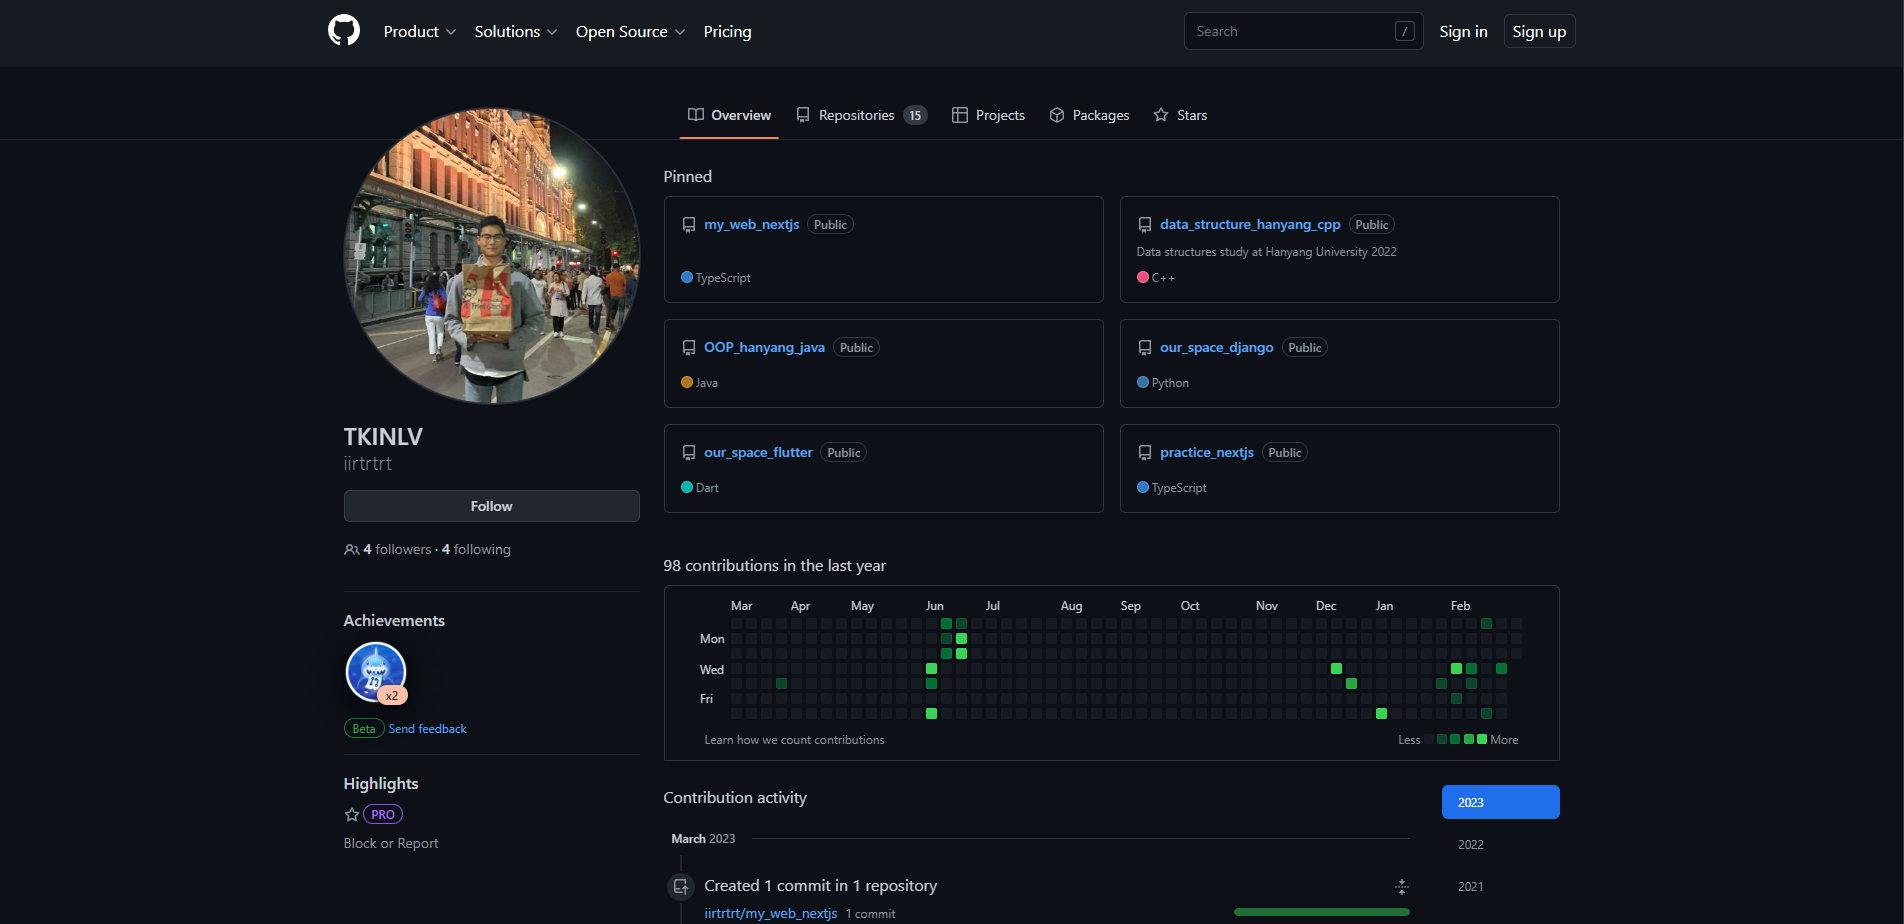 Product Solutions Open Source Pricing
Search /
Sign in Sign up
Overview Repositories 15 Projects Packages Stars
TKINLV
iirtrtrt
Follow
4 followers · 4 following
Achievements
x2
Beta Send feedback
Highlights
PRO
Block or Report
Pinned
my_web_nextjs Public
TypeScript
data_structure_hanyang_cpp Public
Data structures study at Hanyang University 2022
C++
OOP_hanyang_java Public
Java
our_space_django Public
Python
our_space_flutter Public
Dart
practice_nextjs Public
TypeScript
98 contributions in the last year
Mar Apr May Jun Jul Aug Sep Oct Nov Dec Jan Feb
Mon
Wed
Fri
Learn how we count contributions
Less More
Contribution activity
2023
2022
2021
March 2023
Created 1 commit in 1 repository
iirtrtrt/my_web_nextjs 1 commit